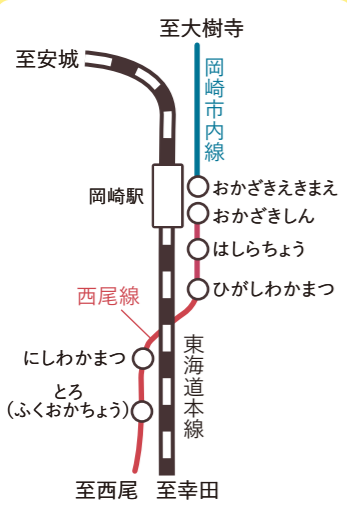 至大樹寺
至安城
岡崎市内線
岡崎駅
おかざきえきまえ
おかざきしん
はしらちょう
ひがしわかまつ
西尾線
東海道本線
にしわかまつ
とろ
(ふくおかちょう)
至西尾
至幸田